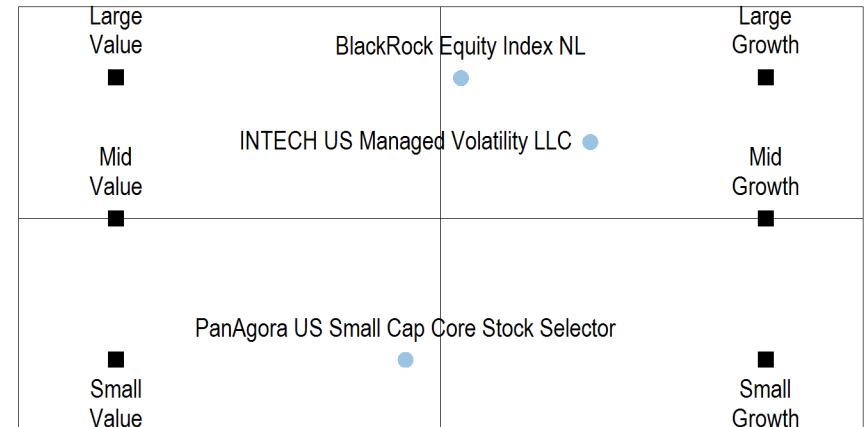 Large
Value
BlackRock Equity Index NL
Large
Growth
INTECH US Managed Volatility LLC
Mid
Value
Mid
Growth
PanAgora US Small Cap Core Stock Selector
Small
Value
Small
Growth